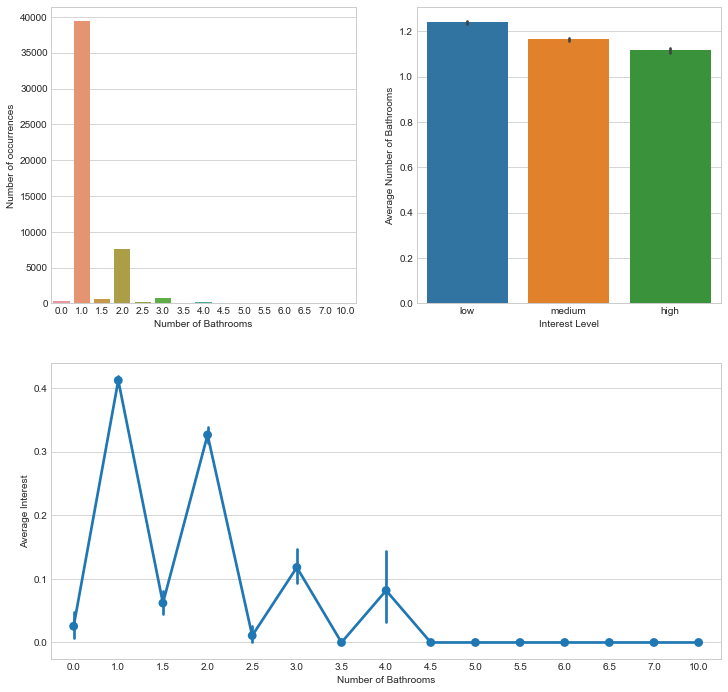 Number of occurrences
40000
35000
30000
25000
20000
15000
10000
5000
0
0.0 1.0 1.5 2.0 2.5 3.0 3.5 4.0 4.5 5.0 5.5 6.0 6.5 7.0 10.0
Number of Bathrooms
Average Number of Bathrooms
1.2
1.0
0.8
0.6
0.4
0.2
0.0
low medium high
Interest Level
Average Interest
0.4
0.3
0.2
0.1
0.0
0.0 1.0 1.5 2.0 2.5 3.0 3.5 4.0 4.5 5.0 5.5 6.0 6.5 7.0 10.0
Number of Bathrooms